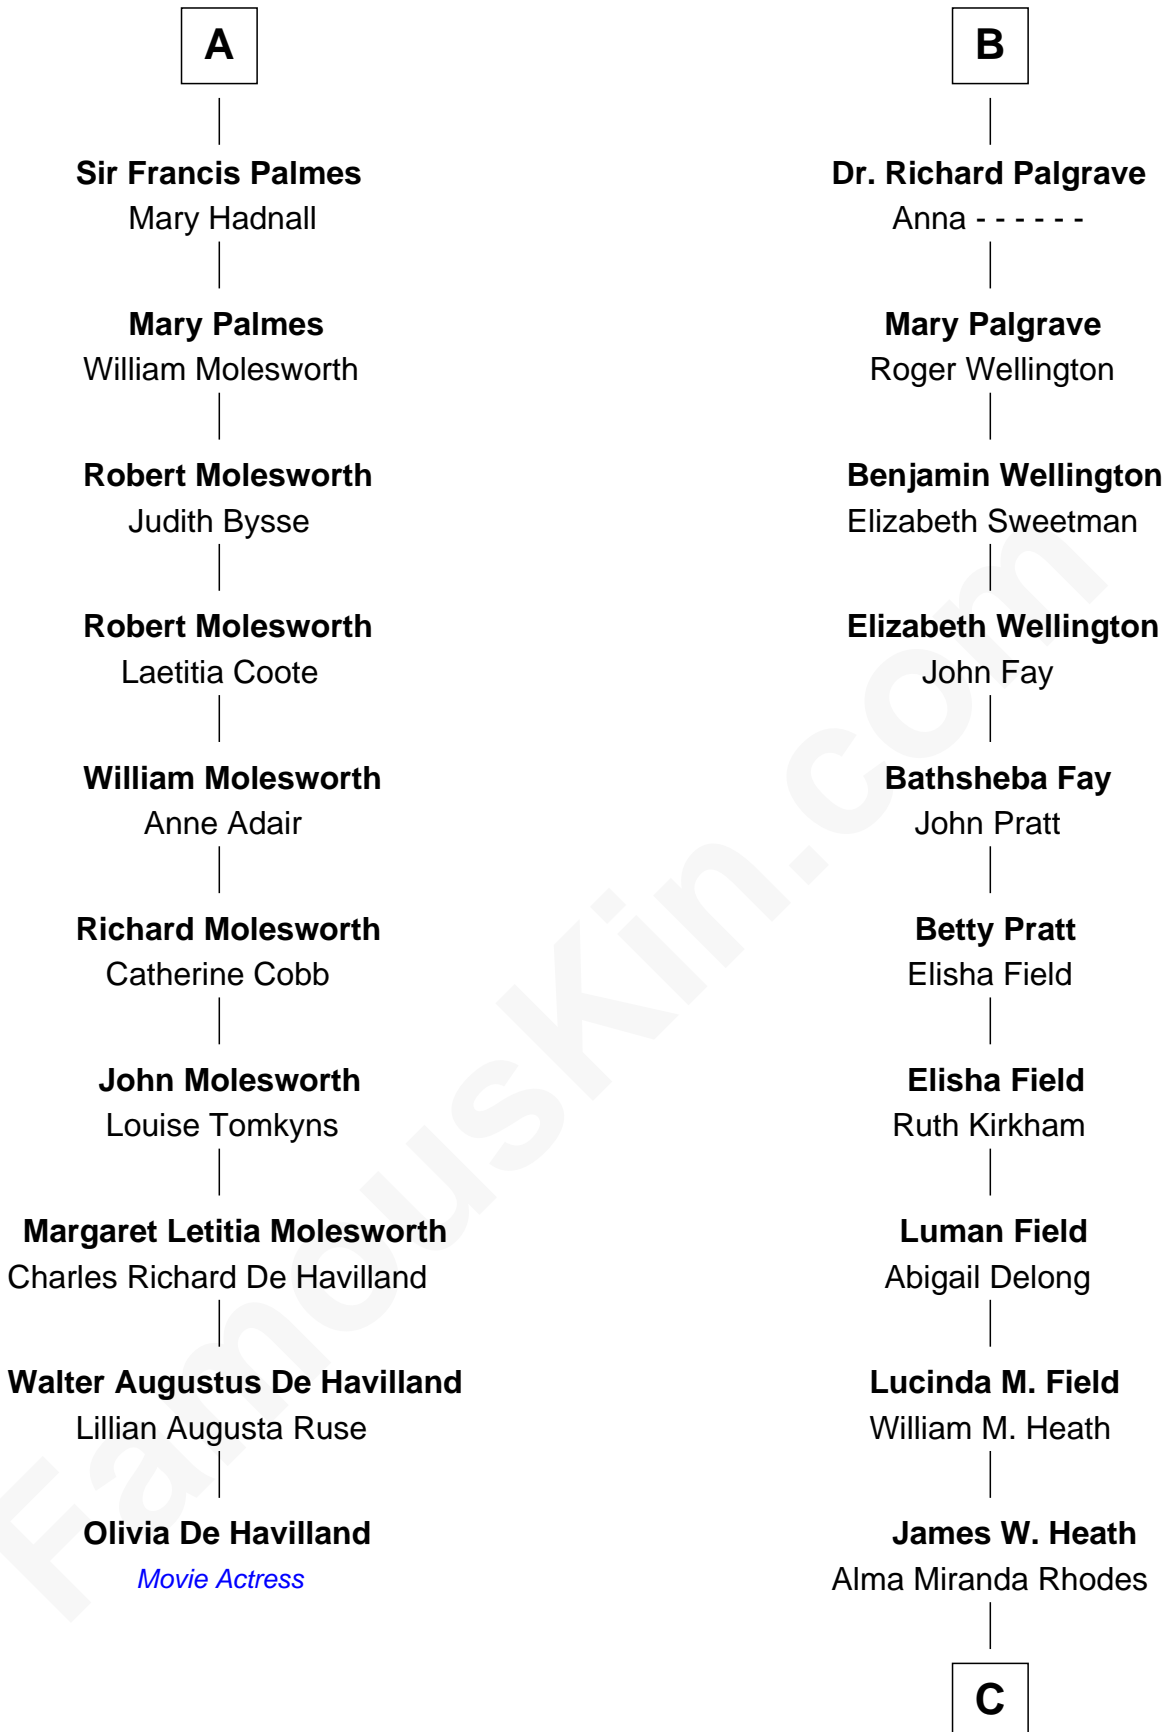 A
Sir Francis Palmes
Mary Hadnall
Mary Palmes
William Molesworth
Robert Molesworth
Judith Bysse
Robert Molesworth
Laetitia Coote
William Molesworth
Anne Adair
Richard Molesworth
Catherine Cobb
John Molesworth
Louise Tomkyns
Margaret Letitia Molesworth
Charles Richard De Havilland
Walter Augustus De Havilland
Lillian Augusta Ruse
Olivia De Havilland
Movie Actress
B
Dr. Richard Palgrave
Anna - - - - - -
Mary Palgrave
Roger Wellington
Benjamin Wellington
Elizabeth Sweetman
Elizabeth Wellington
John Fay
Bathsheba Fay
John Pratt
Betty Pratt
Elisha Field
Elisha Field
Ruth Kirkham
Luman Field
Abigail Delong
Lucinda M. Field
William M. Heath
James W. Heath
Alma Miranda Rhodes
C
FamousKin.com